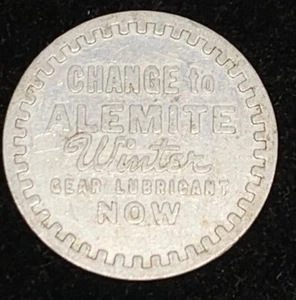 CHANGE to
ALEMITE
Winter
GEAR LUBRICANT
NOW